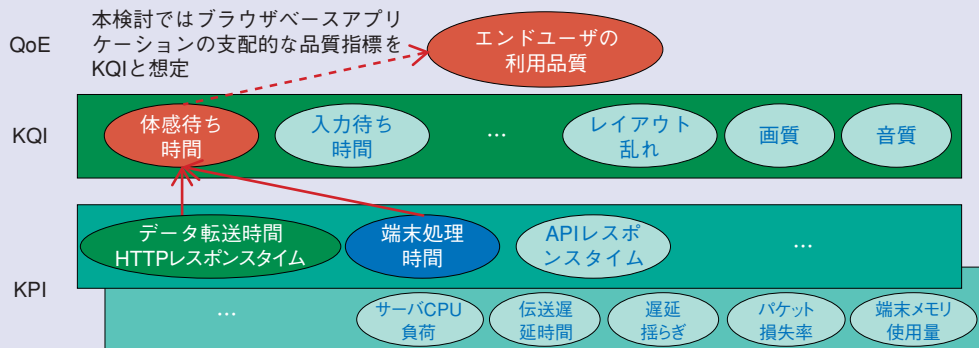 本検討ではブラウザベースアプリ
ケーションの支配的な品質指標を
KQIと想定
QoE
エンドユーザの
利用品質
KQI
体感待ち
時間
入力待ち
時間
…
レイアウト
乱れ
画質
音質
KPI
データ転送時間
HTTPレスポンスタイム
端末処理
時間
APIレスポ
ンスタイム
…
…
サーバCPU
負荷
伝送遅
延時間
遅延
揺らぎ
パケット
損失率
端末メモリ
使用量